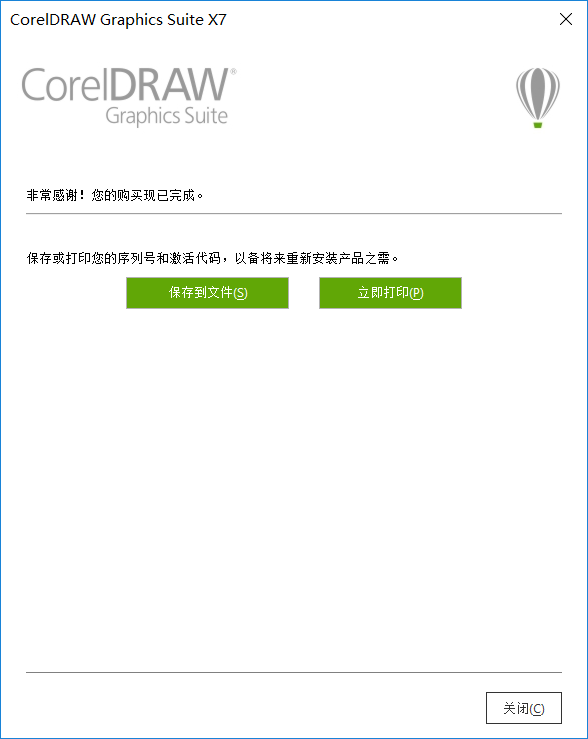 CorelDRAW Graphics Suite X7
CorelDRAW®
Graphics Suite
非常感谢！您的购买现已完成。
保存或打印您的序列号和激活代码，以备将来重新安装产品之需。
保存到文件(S)
立即打印(P)
关闭(C)